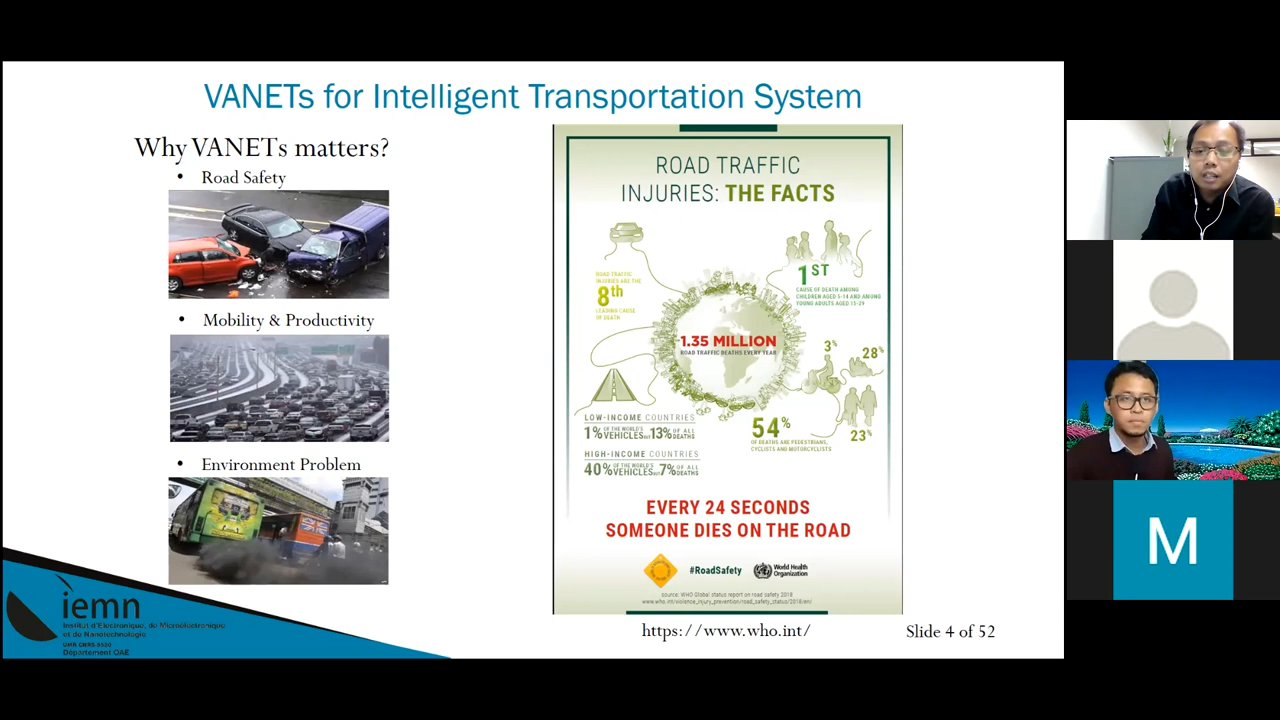 VANETs for Intelligent Transportation System
Why VANETs matters?
• Road Safety
• Mobility & Productivity
• Environment Problem
ROAD TRAFFIC
INJURIES: THE FACTS
ROAD TRAFFIC
INJURIES ARE THE
8th
LEADING CAUSE
OF DEATH
1ST
CAUSE OF DEATH AMONG
CHILDREN AGED 5-14 AND AMONG
YOUNG ADULTS AGED 15-29
1.35 MILLION
ROAD TRAFFIC DEATHS EVERY YEAR
3%
28%
23%
54%
OF DEATHS ARE PEDESTRIANS,
CYCLISTS AND MOTORCYCLISTS
LOW-INCOME COUNTRIES
1% OF THE WORLD'S VEHICLES BUT 13% OF ALL DEATHS
HIGH-INCOME COUNTRIES
40% OF THE WORLD'S VEHICLES BUT 7% OF ALL DEATHS
EVERY 24 SECONDS
SOMEONE DIES ON THE ROAD
#RoadSafety
World Health
Organization
source: WHO Global status report on road safety 2018
www.who.int/violence_injury_prevention/road_safety_status/2018/en/
https://www.who.int/
Slide 4 of 52
iemn
Institut d'Electronique, de Microélectronique
et de Nanotechnologie
UMR CNRS 8520
Département OAE
M